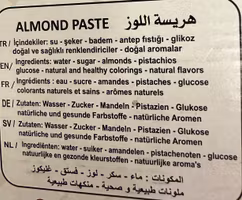 ALMOND PASTE هريسة اللوز
TR/ İçindekiler: su - şeker - badem - antep fıstığı - glikoz
doğal ve sağlıklı renklendiriciler - doğal aromalar
EN/ Ingredients: water - sugar - almonds - pistachios
glucose - natural and healthy colorings - natural flavors
FR / Ingrédients : eau - sucre - amandes - pistaches - glucose
colorants naturels et sains - arômes naturels
DE / Zutaten: Wasser - Zucker - Mandeln - Pistazien - Glukose
natürliche und gesunde Farbstoffe - natürliche Aromen
SV / Zutaten: Wasser - Zucker - Mandeln - Pistazien - Glukose
natürliche und gesunde Farbstoffe - natürliche Aromen
NL / Ingrediënten: water - suiker - amandelen - pistachenoten - glucose
natuurlijke en gezonde kleurstoffen - natuurlijke aroma's
المكونات : ماء - سكر - لوز - فستق - غليكوز
ملونات طبيعية و صحية - منكهات طبيعية